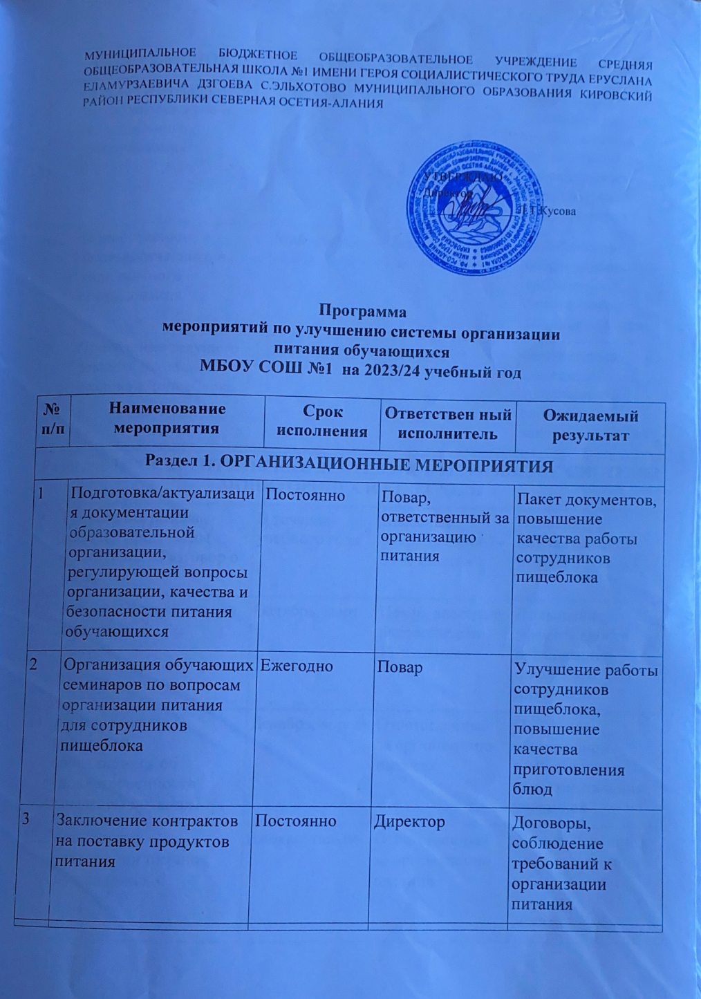 МУНИЦИПАЛЬНОЕ БЮДЖЕТНОЕ ОБЩЕОБРАЗОВАТЕЛЬНОЕ УЧРЕЖДЕНИЕ СРЕДНЯЯ
ОБЩЕОБРАЗОВАТЕЛЬНАЯ ШКОЛА №1 ИМЕНИ ГЕРОЯ СОЦИАЛИСТИЧЕСКОГО ТРУДА ЕРУСЛАНА
ЕЛАМУРЗАЕВИЧА ДЗГОЕВА С.ЭЛЬХОТОВО МУНИЦИПАЛЬНОГО ОБРАЗОВАНИЯ КИРОВСКИЙ
РАЙОН РЕСПУБЛИКИ СЕВЕРНАЯ ОСЕТИЯ-АЛАНИЯ
УТВЕРЖДАЮ
Директор
Кусова
Программа
мероприятий по улучшению системы организации
питания обучающихся
МБОУ СОШ №1 на 2023/24 учебный год
№
п/п
Наименование
мероприятия
Срок
исполнения
Ответствен ный
исполнитель
Ожидаемый
результат
Раздел 1. ОРГАНИЗАЦИОННЫЕ МЕРОПРИЯТИЯ
1
Подготовка/актуализаци
я документации
образовательной
организации,
регулирующей вопросы
организации, качества и
безопасности питания
обучающихся
Постоянно
Повар,
ответственный за
организацию
питания
Пакет документов,
повышение
качества работы
сотрудников
пищеблока
2
Организация обучающих
семинаров по вопросам
организации питания
для сотрудников
пищеблока
Ежегодно
Повар
Улучшение работы
сотрудников
пищеблока,
повышение
качества
приготовления
блюд
3
Заключение контрактов
на поставку продуктов
питания
Постоянно
Директор
Договоры,
соблюдение
требований к
организации
питания